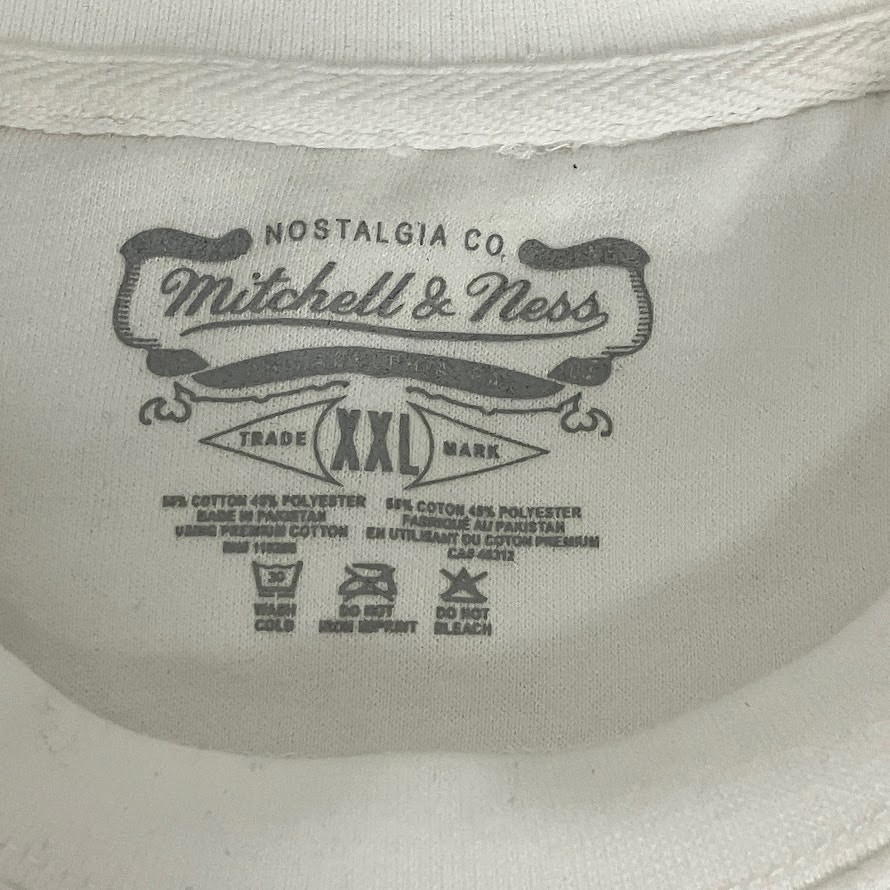 NOSTALGIA CO.
Mitchell & Ness
TRADE XXL MARK
COTTON 45% POLYESTER
MADE IN PAKISTAN
USING PREMIUM COTTON
55% COTON 45% POLYESTER
FABRIQUÉ AU PAKISTAN
EN UTILISANT DU COTON PREMIUM
30
WASH
COLD
DO NOT
IRON IMPRINT
DO NOT
BLEACH